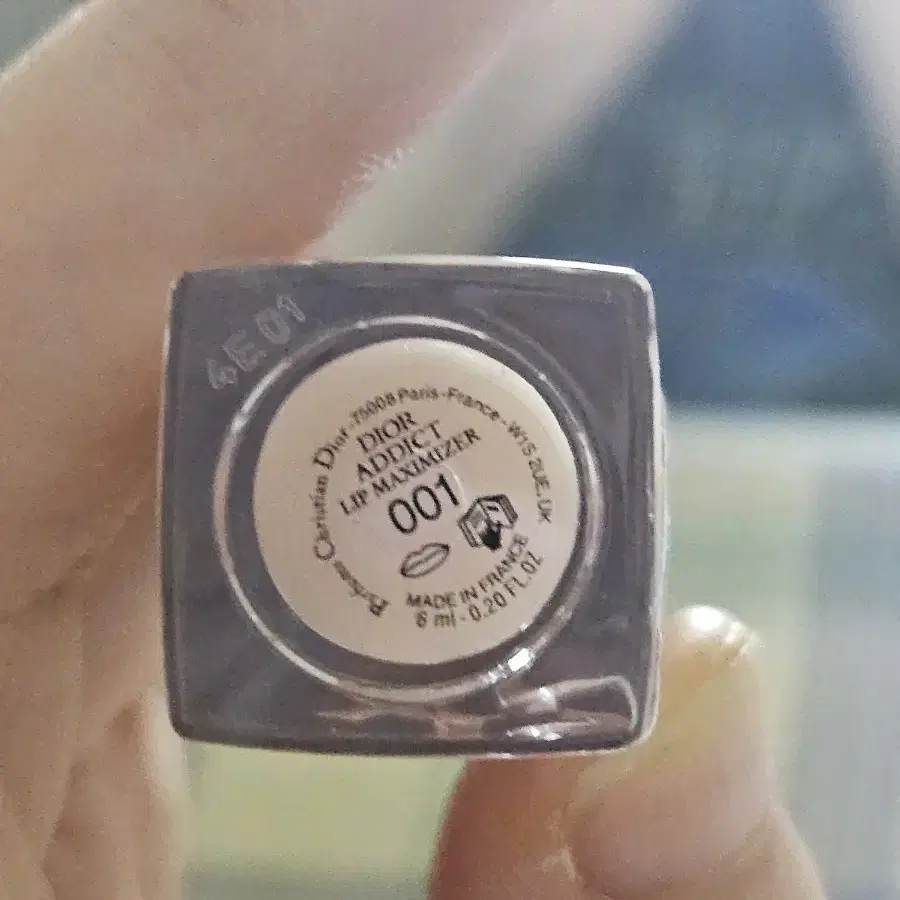 4E01
Parfums Christian Dior-75008 Paris-France-W1S 2UE, UK
DIOR
ADDICT
LIP MAXIMIZER
001
MADE IN FRANCE
6 ml - 0.20 FL.OZ